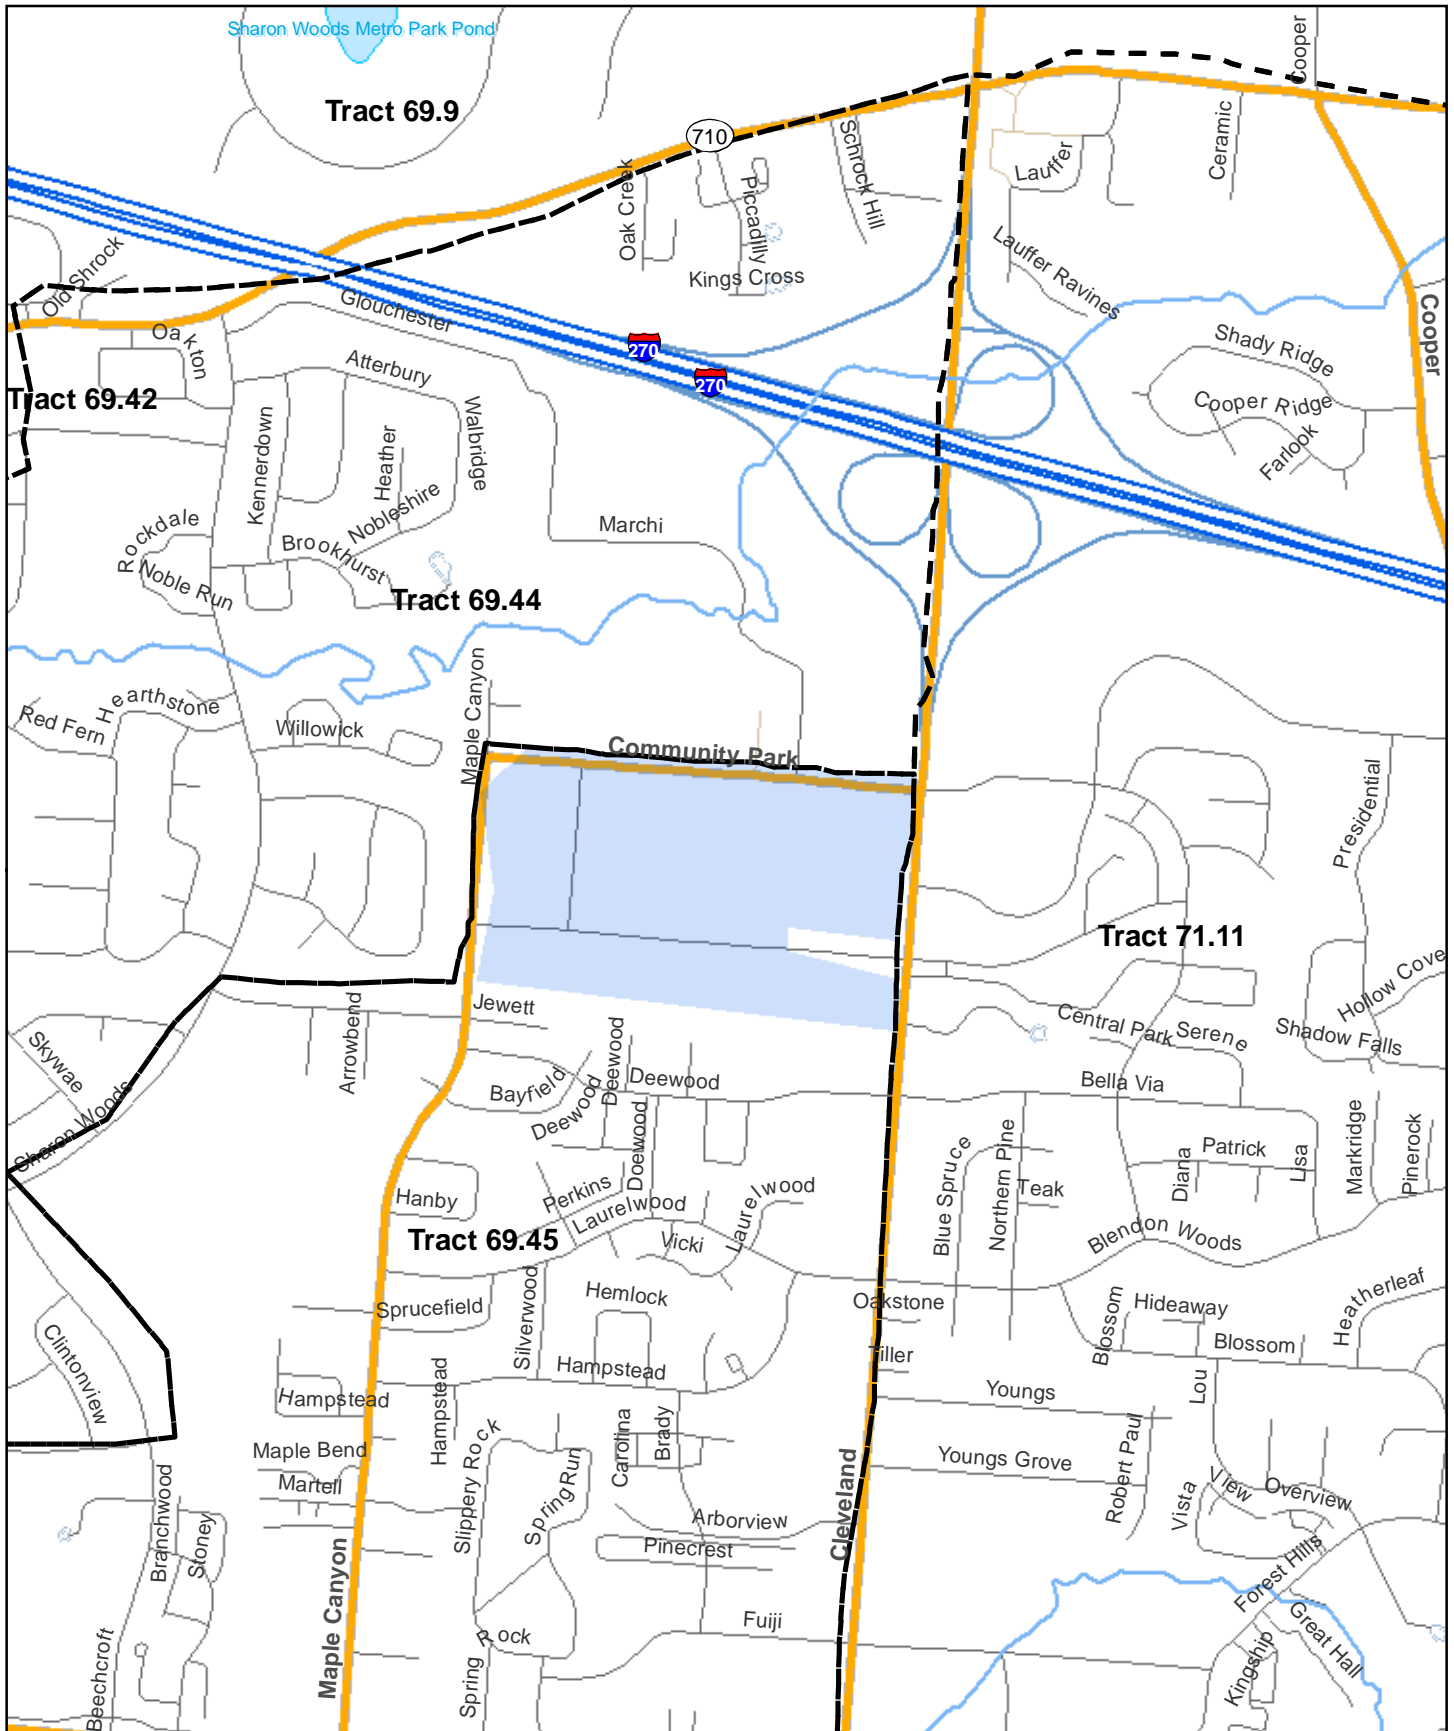 Sharon Woods Metro Park Pond
Cooper
Tract 69.9
710
Schrock Hill
Ceramic
Lauffer
Oak Creek
Piccadilly
Old Shrock
Lauffer Ravines
Kings Cross
Glouchester
Cooper
Oakton
270
270
Shady Ridge
Atterbury
Tract 69.42
Walbridge
Cooper Ridge
Kennerdown
Heather
Farlook
Nobleshire
Rockdale
Marchi
Brookhurst
Noble Run
Tract 69.44
Maple Canyon
Hearthstone
Red Fern
Willowick
Community Park
Presidential
Tract 71.11
Hollow Cove
Jewett
Arrowbend
Central Park
Serene
Shadow Falls
Skywae
Deewood
Deewood
Bayfield
Deewood
Bella Via
Sharon Woods
Doewood
Markridge
Pinerock
Blue Spruce
Northern Pine
Patrick
Lisa
Diana
Hanby
Perkins
Laurelwood
Laurelwood
Teak
Tract 69.45
Vicki
Blendon Woods
Silverwood
Sprucefield
Hemlock
Oakstone
Blossom
Hideaway
Heatherleaf
Clintonview
Tiller
Blossom
Hampstead
Hampstead
Hampstead
Youngs
Lou
Carolina
Brady
Robert Paul
Maple Bend
Slippery Rock
Cleveland
Youngs Grove
Martell
Spring Run
Vista
View
Overview
Branchwood
Stoney
Arborview
Pinecrest
Maple Canyon
Forest Hills
Great Hall
Fuiji
Rock
Spring
Kingship
Beechcroft